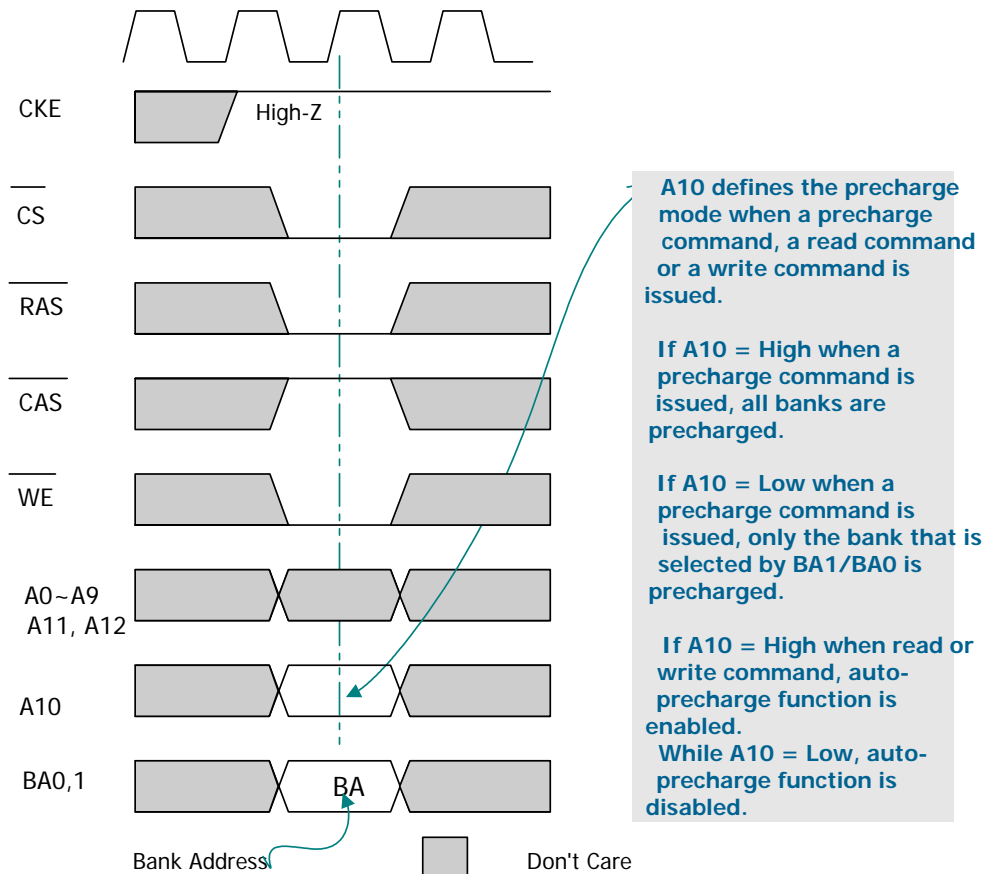 CKE
High-Z
CS
RAS
CAS
WE
A0~A9
A11, A12
A10
BA0,1
BA
Bank Address
Don't Care
A10 defines the precharge
mode when a precharge
command, a read command
or a write command is
issued.
If A10 = High when a
precharge command is
issued, all banks are
precharged.
If A10 = Low when a
precharge command is
issued, only the bank that is
selected by BA1/BA0 is
precharged.
If A10 = High when read or
write command, auto-
precharge function is
enabled.
While A10 = Low, auto-
precharge function is
disabled.